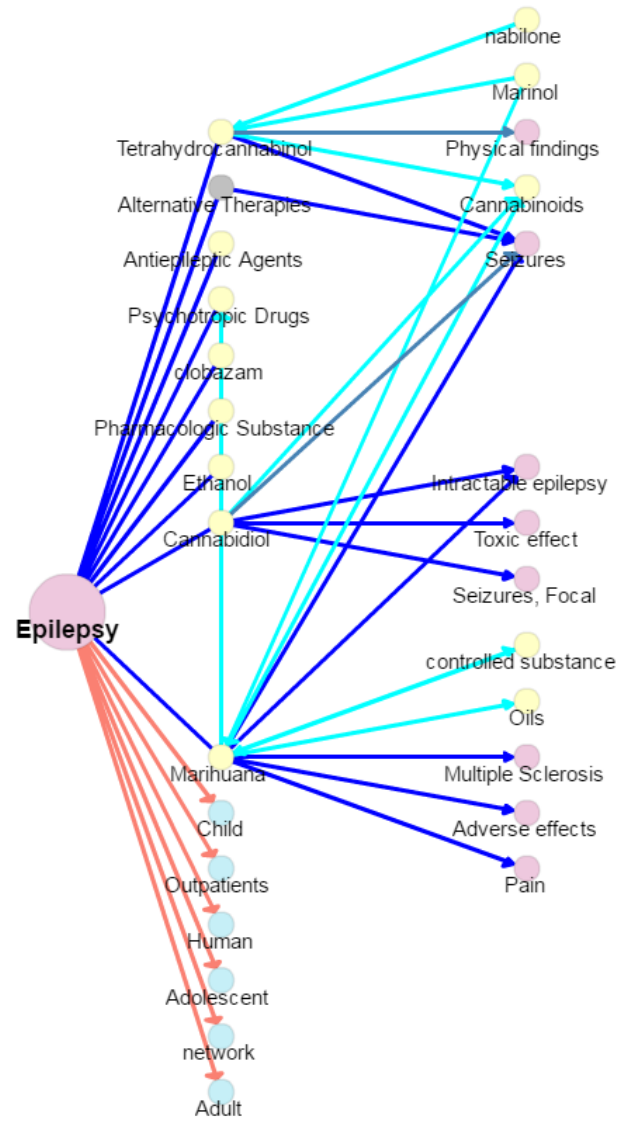 nabilone
Marinol
Tetrahydrocannabinol
Physical findings
Alternative Therapies
Cannabinoids
Antiepileptic Agents
Seizures
Psychotropic Drugs
clobazam
Pharmacologic Substance
Ethanol
Intractable epilepsy
Cannabidiol
Toxic effect
Seizures, Focal
Epilepsy
controlled substance
Oils
Marihuana
Multiple Sclerosis
Child
Adverse effects
Outpatients
Pain
Human
Adolescent
network
Adult